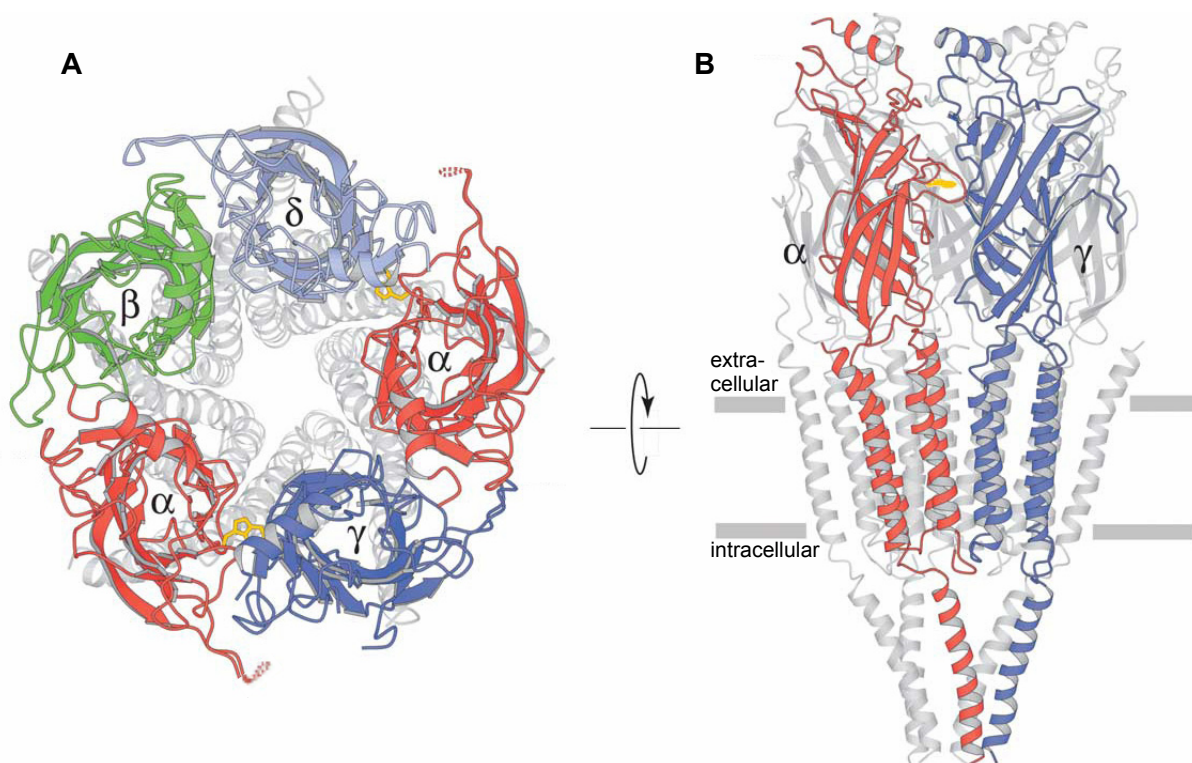 A
B
δ
β
α
α
γ
α
γ
extra-
cellular
intracellular